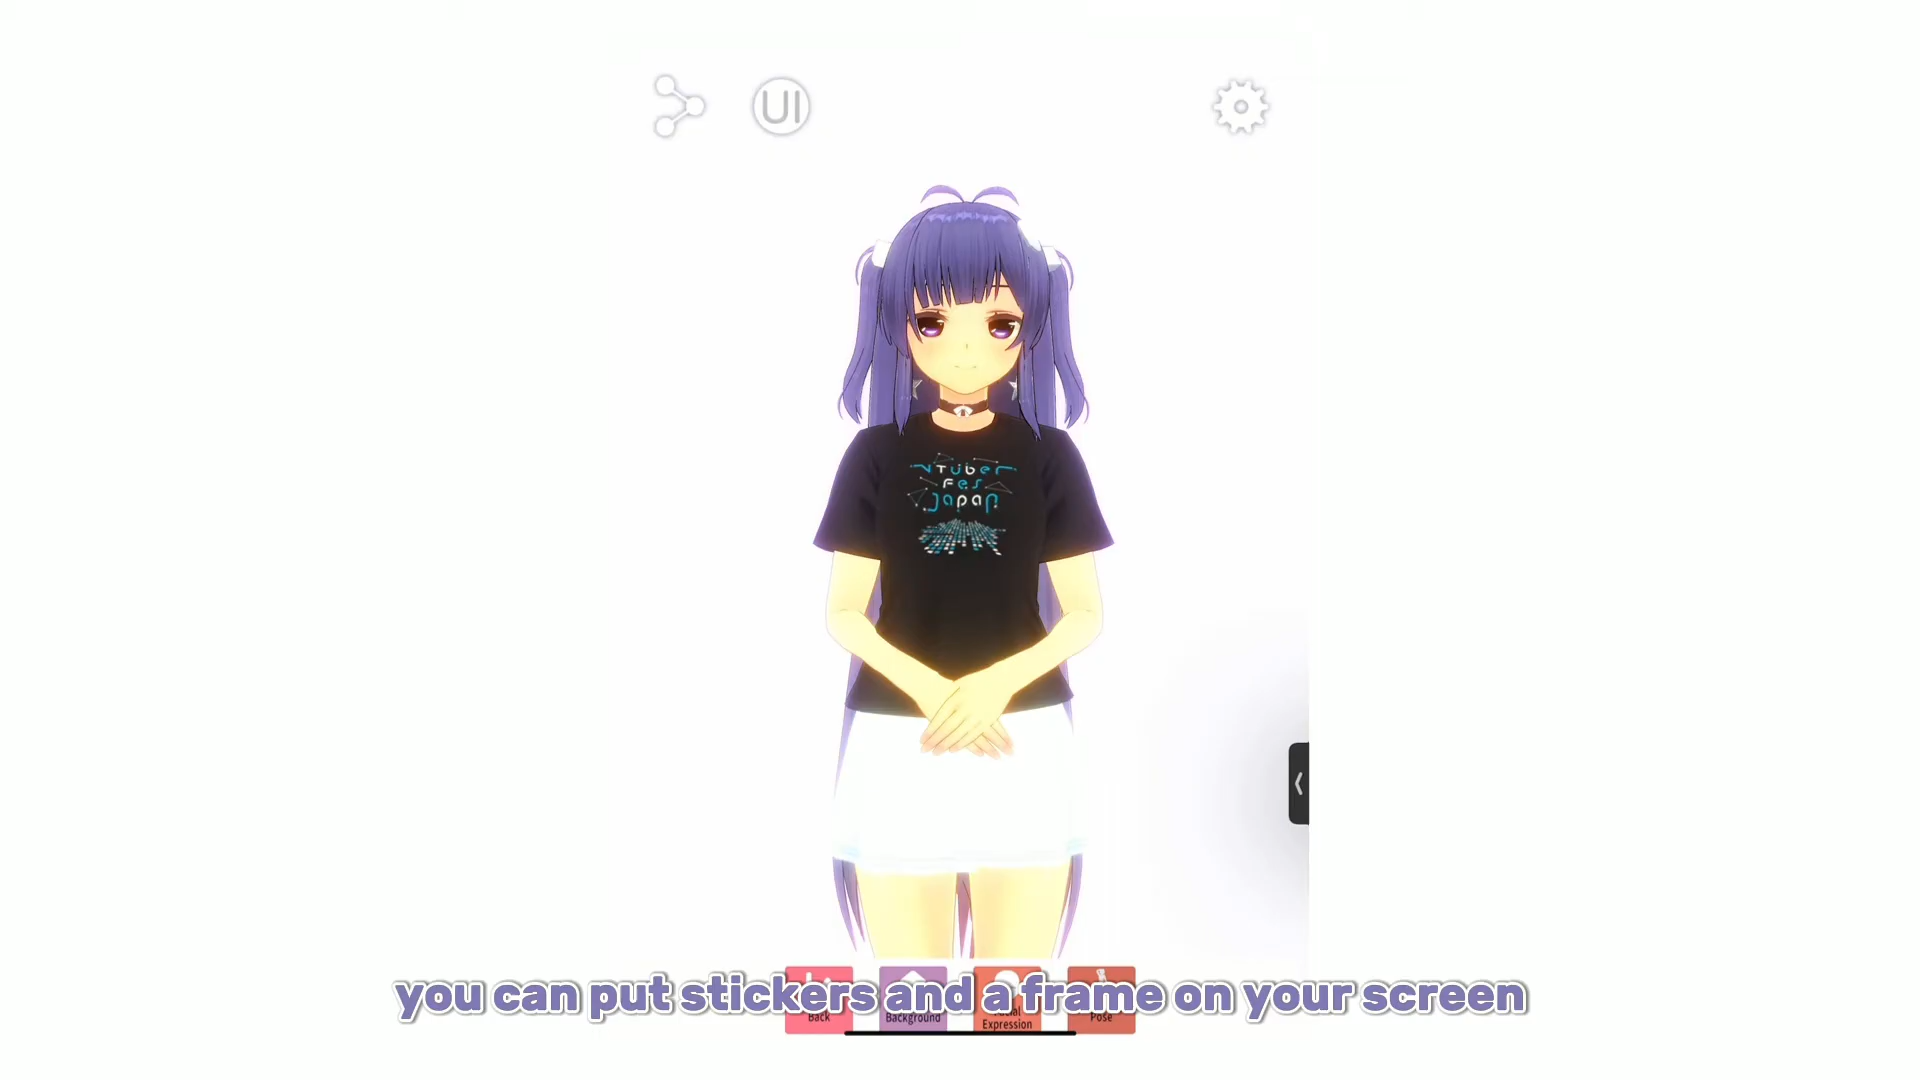 UI
VTuber
Fes
Japan
you can put stickers and a frame on your screen
Back
Background
Expression
Pose